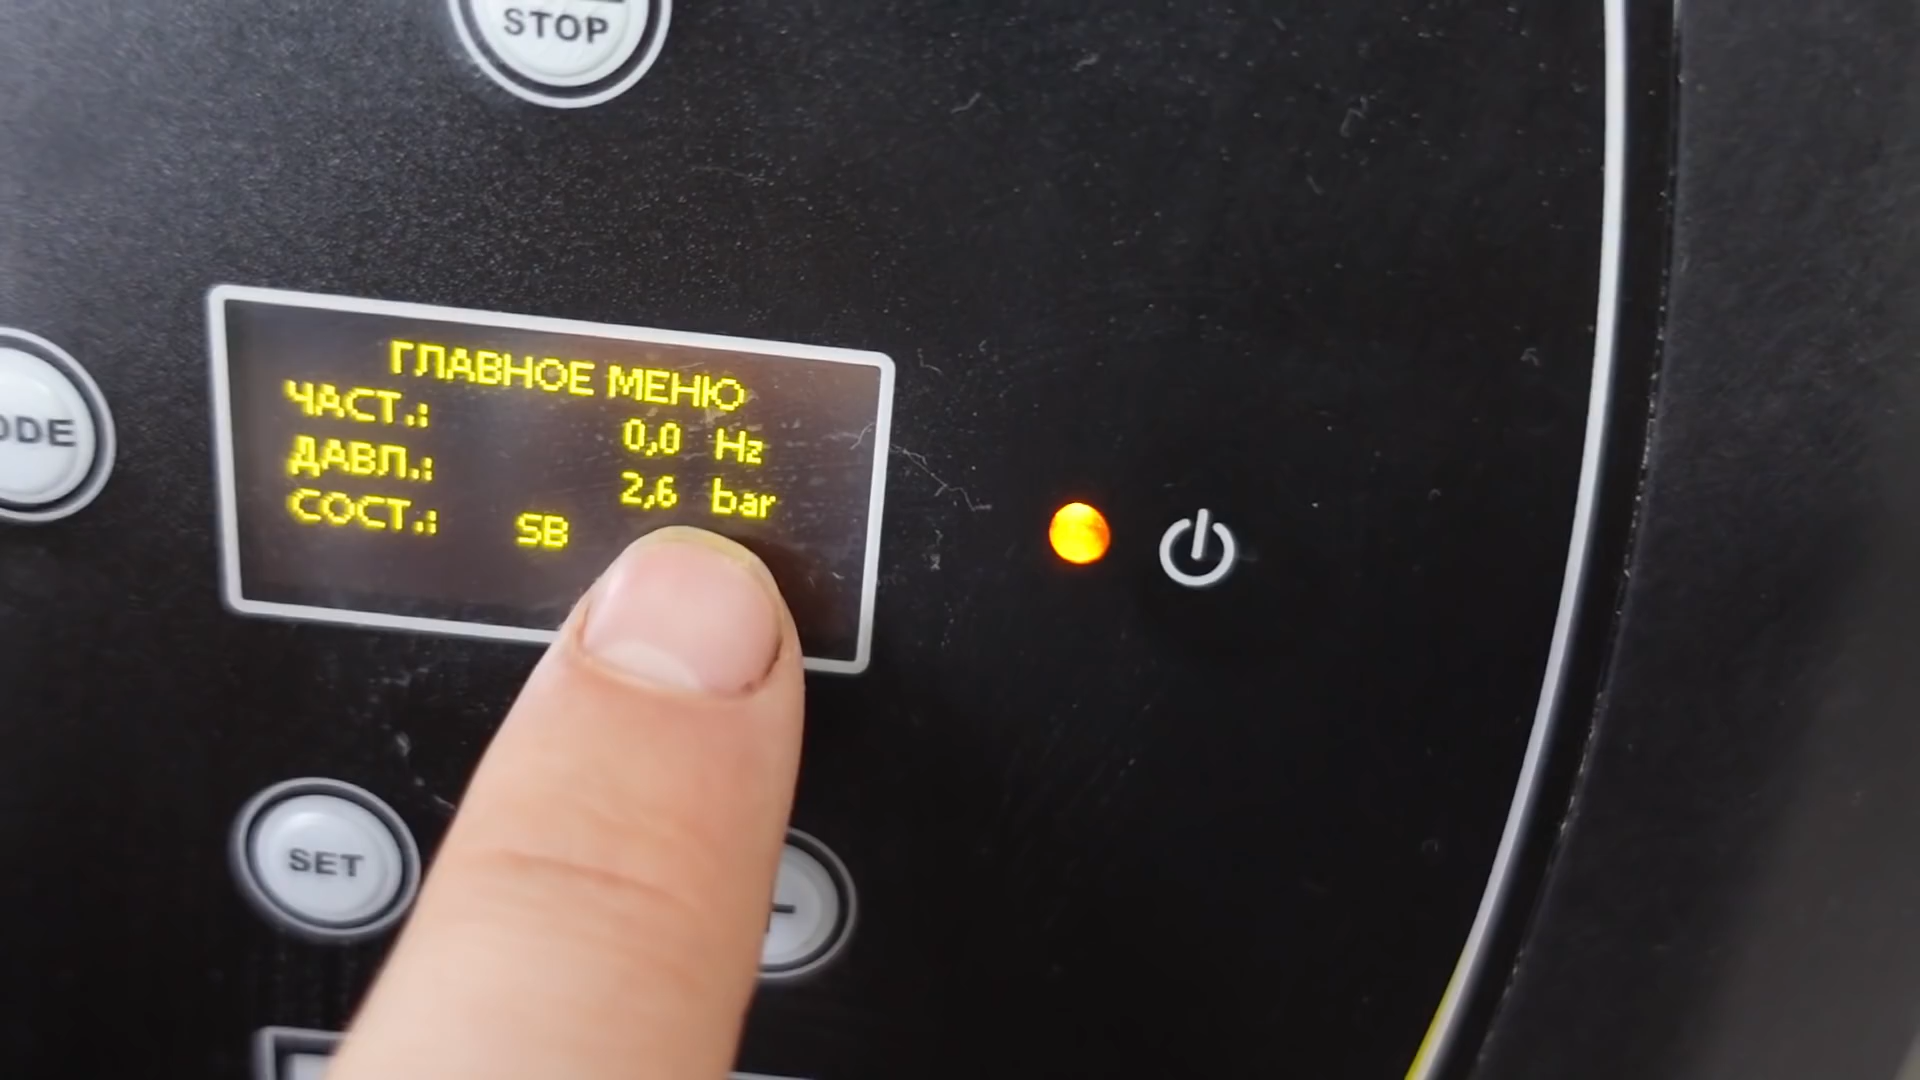 STOP
ГЛАВНОЕ МЕНЮ
ЧАСТ.: 0,0 Hz
ДАВЛ.: 2,6 bar
СОСТ.: SB
SET